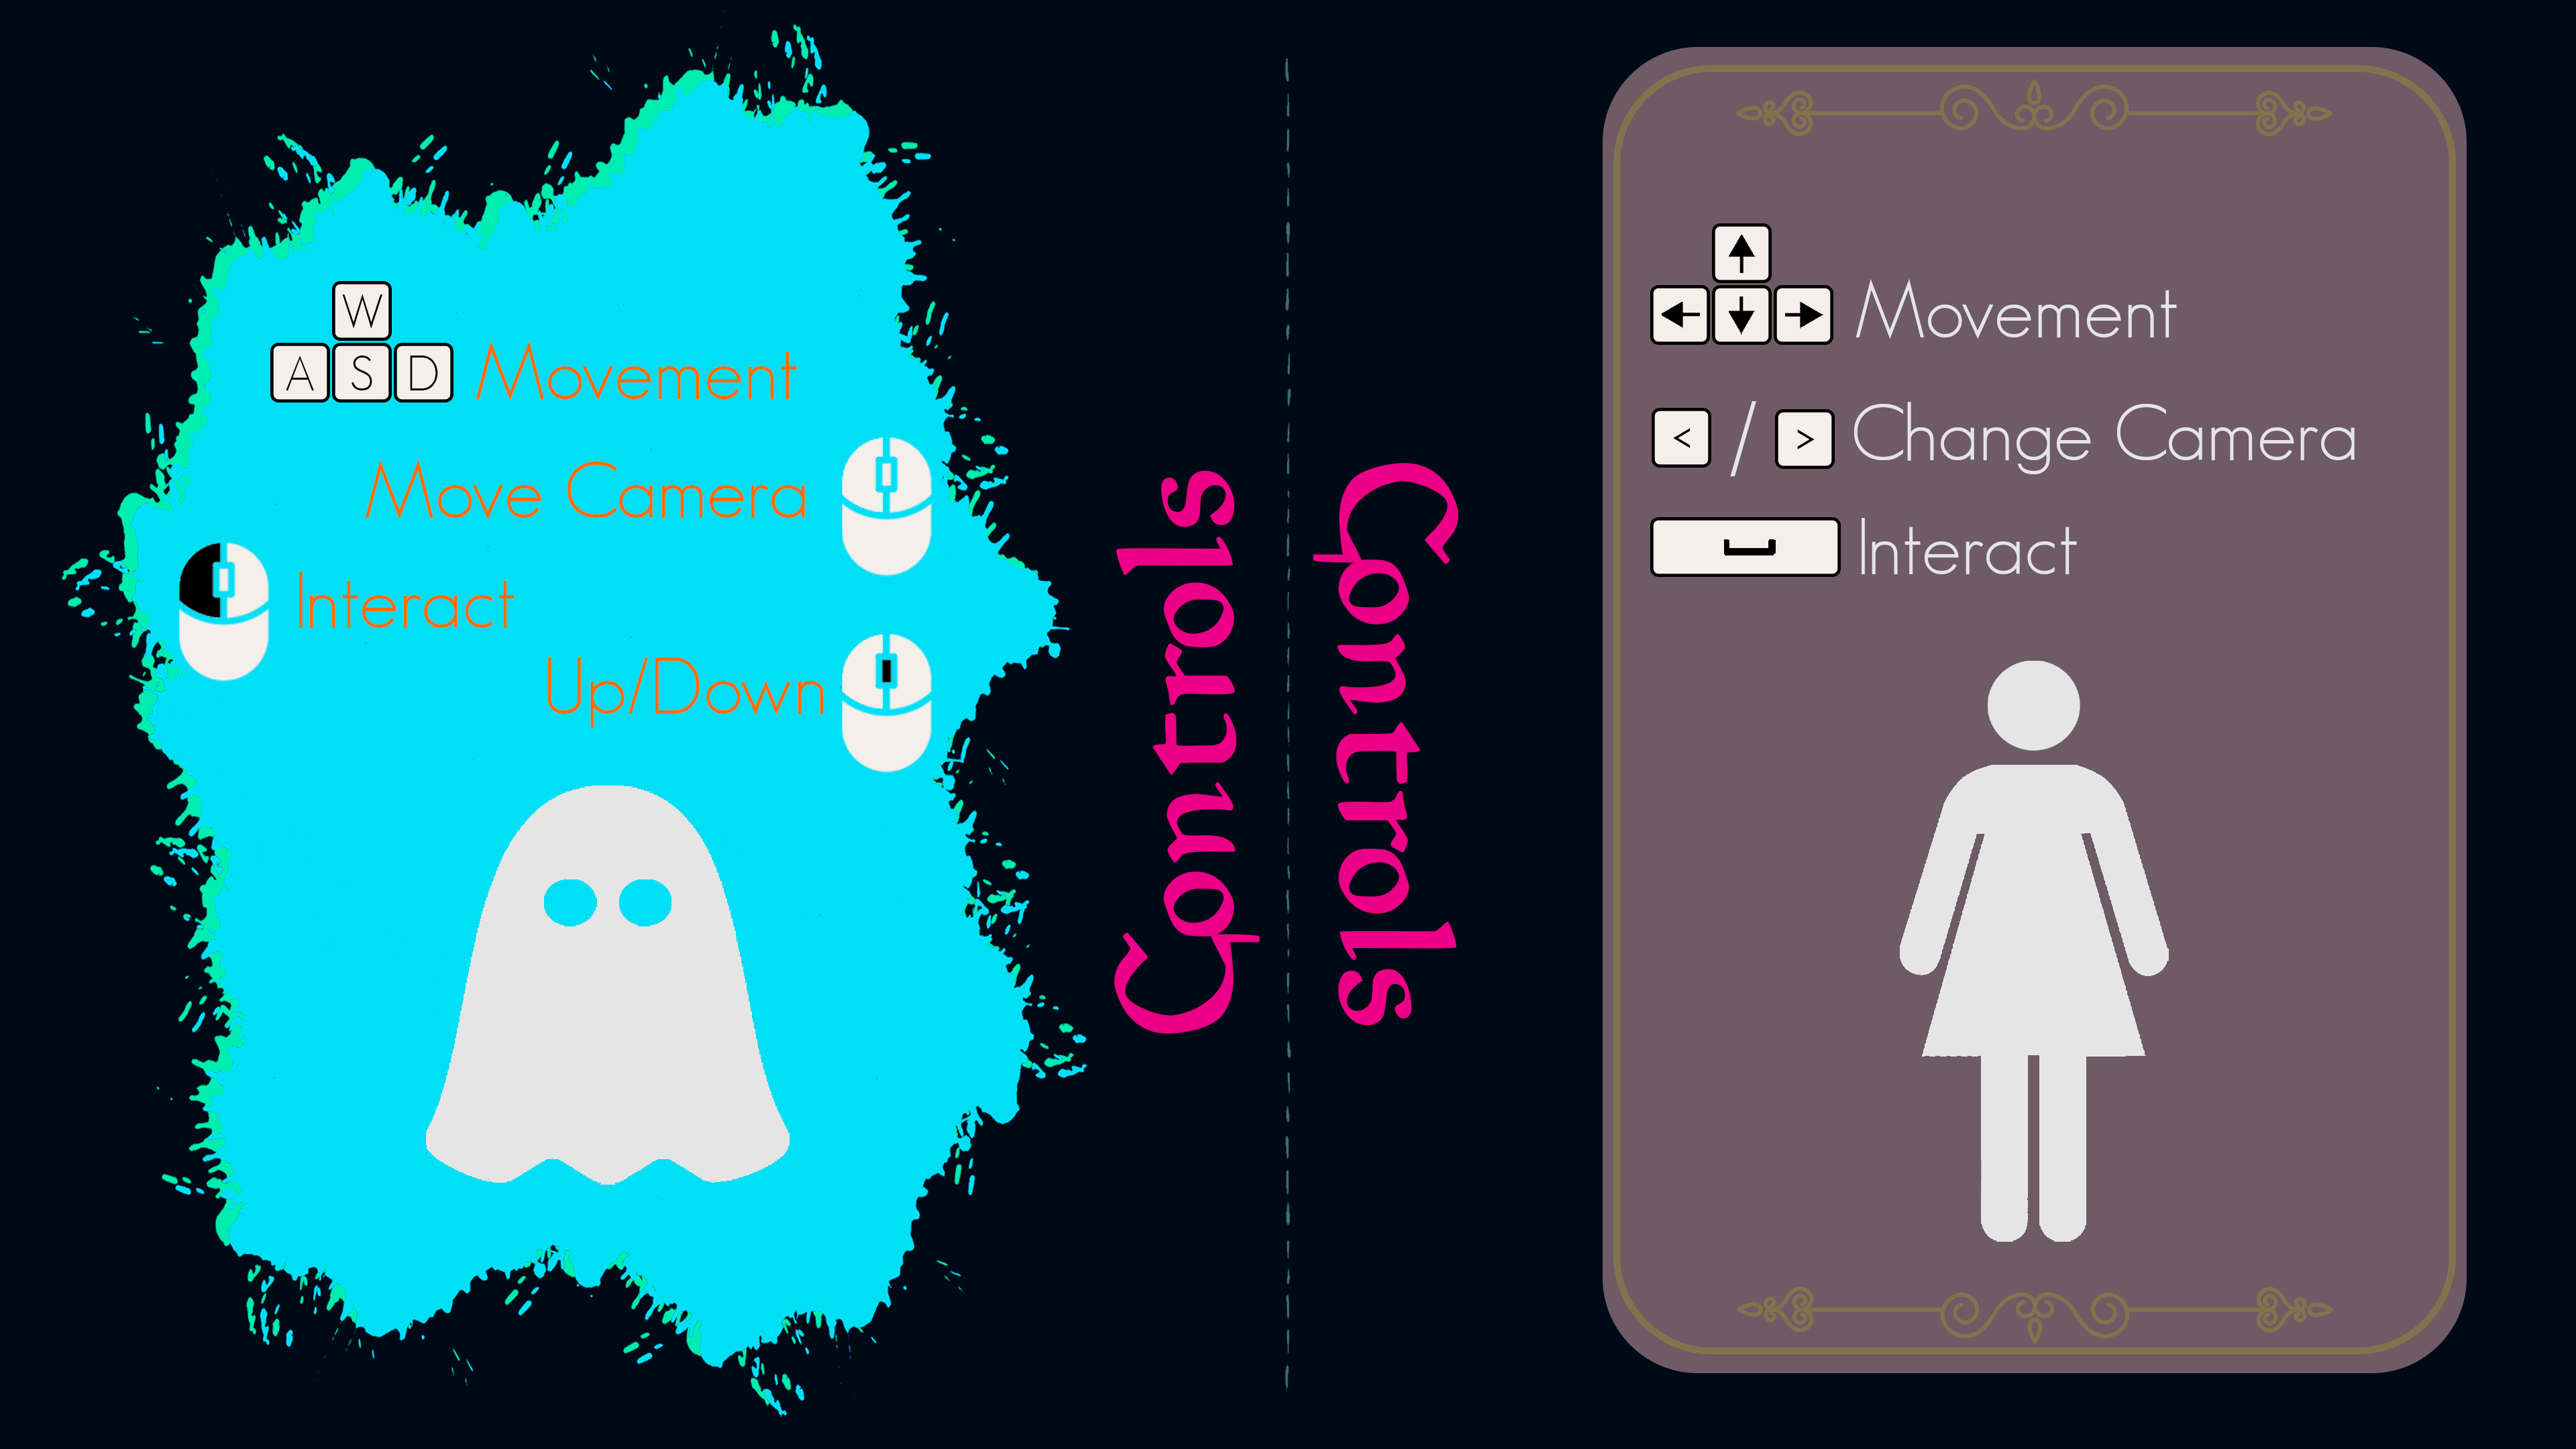 W
A S D Movement
Move Camera
Interact
Up/Down
Controls
Controls
Movement
< / > Change Camera
Interact